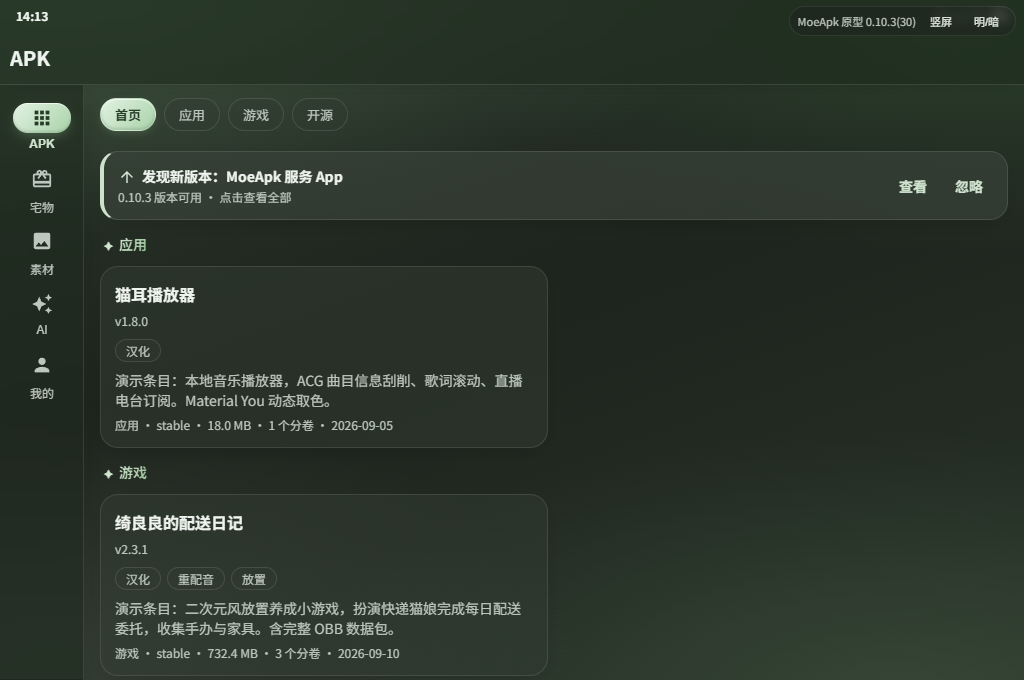 14:13
MoeApk 原型 0.10.3(30) 竖屏 明/暗
APK
首页 应用 游戏 开源
APK
宅物
素材
AI
我的
发现新版本：MoeApk 服务 App
0.10.3 版本可用 • 点击查看全部
查看 忽略
应用
猫耳播放器
v1.8.0
汉化
演示条目：本地音乐播放器，ACG 曲目信息刮削、歌词滚动、直播
电台订阅。Material You 动态取色。
应用 • stable • 18.0 MB • 1 个分卷 • 2026-09-05
游戏
绮良良的配送日记
v2.3.1
汉化 重配音 放置
演示条目：二次元风放置养成小游戏，扮演快递猫娘完成每日配送
委托，收集手办与家具。含完整 OBB 数据包。
游戏 • stable • 732.4 MB • 3 个分卷 • 2026-09-10